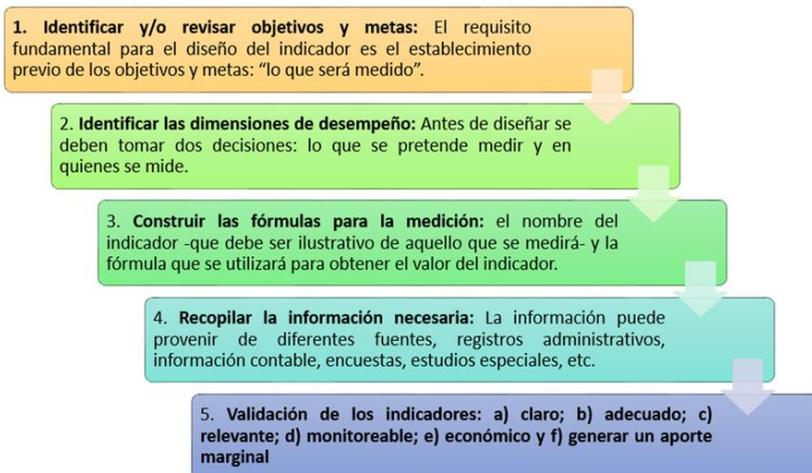 1. Identificar y/o revisar objetivos y metas: El requisito
fundamental para el diseño del indicador es el establecimiento
previo de los objetivos y metas: “lo que será medido”.
2. Identificar las dimensiones de desempeño: Antes de diseñar se
deben tomar dos decisiones: lo que se pretende medir y en
quienes se mide.
3. Construir las fórmulas para la medición: el nombre del
indicador -que debe ser ilustrativo de aquello que se medirá- y la
fórmula que se utilizará para obtener el valor del indicador.
4. Recopilar la información necesaria: La información puede
provenir de diferentes fuentes, registros administrativos,
información contable, encuestas, estudios especiales, etc.
5. Validación de los indicadores: a) claro; b) adecuado; c)
relevante; d) monitoreable; e) económico y f) generar un aporte
marginal